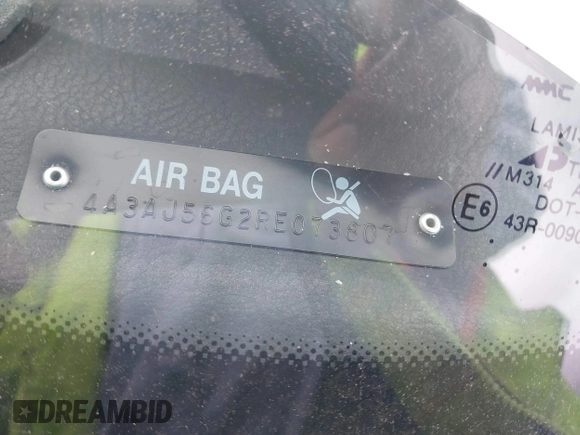 AIR BAG
4A3AJ56G2RE073807
MMC
LAMI
//M314
DOT-
E6
43R-0090
DREAMBID